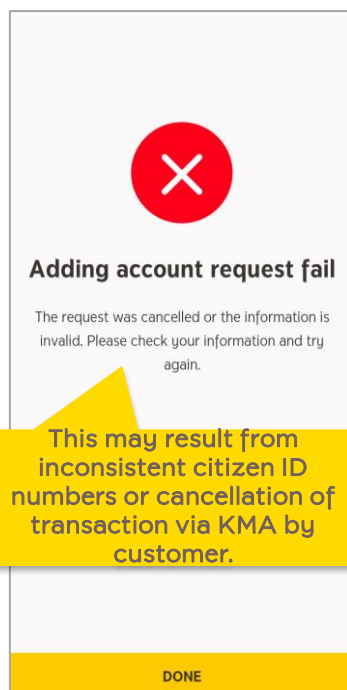 Adding account request fail
The request was cancelled or the information is
invalid. Please check your information and try
again.
This may result from
inconsistent citizen ID
numbers or cancellation of
transaction via KMA by
customer.
DONE